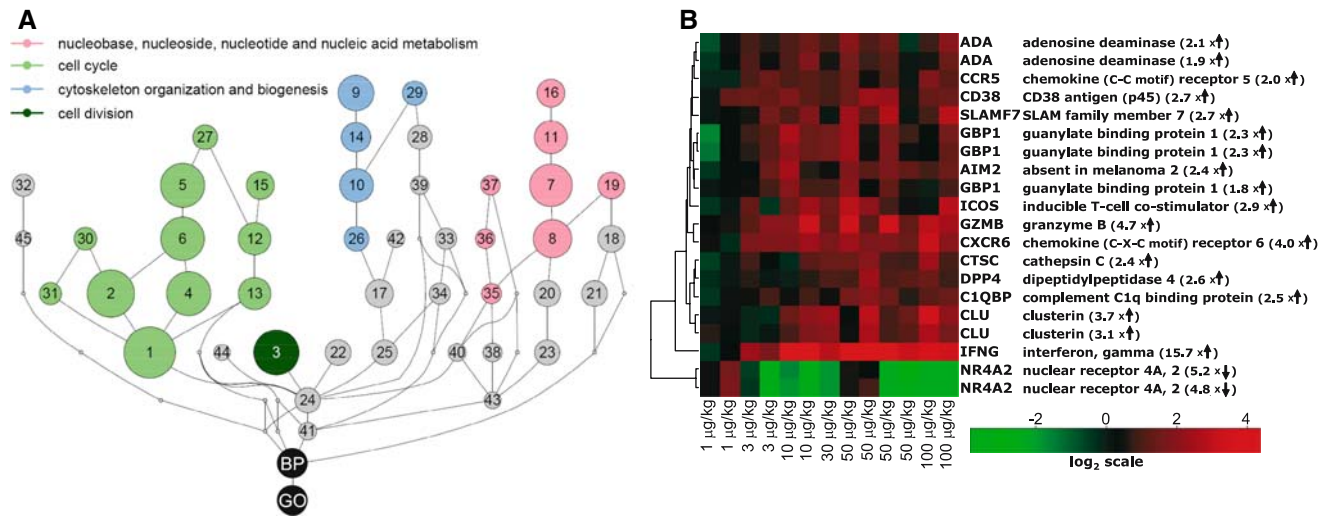 A
nucleobase, nucleoside, nucleotide and nucleic acid metabolism
cell cycle
cytoskeleton organization and biogenesis
cell division
9 29 16
27 14 28 11
32 5 15 10 39 37 7 19
45 30 6 12 26 42 33 36 8 18
31 2 4 13 17 34 35 20 21
1 44 3 22 25 40 38 23
24 43
41
BP
GO
B
ADA adenosine deaminase (2.1 x↑)
ADA adenosine deaminase (1.9 x↑)
CCR5 chemokine (C-C motif) receptor 5 (2.0 x↑)
CD38 CD38 antigen (p45) (2.7 x↑)
SLAMF7 SLAM family member 7 (2.7 x↑)
GBP1 guanylate binding protein 1 (2.3 x↑)
GBP1 guanylate binding protein 1 (2.3 x↑)
AIM2 absent in melanoma 2 (2.4 x↑)
GBP1 guanylate binding protein 1 (1.8 x↑)
ICOS inducible T-cell co-stimulator (2.9 x↑)
GZMB granzyme B (4.7 x↑)
CXCR6 chemokine (C-X-C motif) receptor 6 (4.0 x↑)
CTSC cathepsin C (2.4 x↑)
DPP4 dipeptidylpeptidase 4 (2.6 x↑)
C1QBP complement C1q binding protein (2.5 x↑)
CLU clusterin (3.7 x↑)
CLU clusterin (3.1 x↑)
IFNG interferon, gamma (15.7 x↑)
NR4A2 nuclear receptor 4A, 2 (5.2 x↓)
NR4A2 nuclear receptor 4A, 2 (4.8 x↓)
1 µg/kg 1 µg/kg 3 µg/kg 3 µg/kg 10 µg/kg 10 µg/kg 30 µg/kg 50 µg/kg 50 µg/kg 50 µg/kg 50 µg/kg 100 µg/kg 100 µg/kg
-2 0 2 4
log2 scale